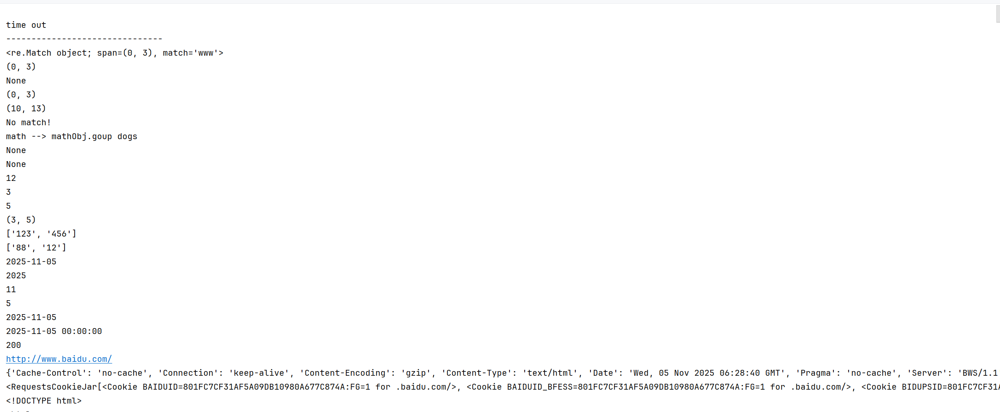 time out
-------------------------------
<re.Match object; span=(0, 3), match='www'>
(0, 3)
None
(0, 3)
(10, 13)
No match!
math --> mathObj.goup dogs
None
None
12
3
5
(3, 5)
['123', '456']
['88', '12']
2025-11-05
2025
11
5
2025-11-05
2025-11-05 00:00:00
200
http://www.baidu.com/
{'Cache-Control': 'no-cache', 'Connection': 'keep-alive', 'Content-Encoding': 'gzip', 'Content-Type': 'text/html', 'Date': 'Wed, 05 Nov 2025 06:28:40 GMT', 'Pragma': 'no-cache', 'Server': 'BWS/1.1
<RequestsCookieJar[<Cookie BAIDUID=801FC7CF31AF5A09DB10980A677C874A:FG=1 for .baidu.com/>, <Cookie BAIDUID_BFESS=801FC7CF31AF5A09DB10980A677C874A:FG=1 for .baidu.com/>, <Cookie BIDUPSID=801FC7CF31A
<!DOCTYPE html>